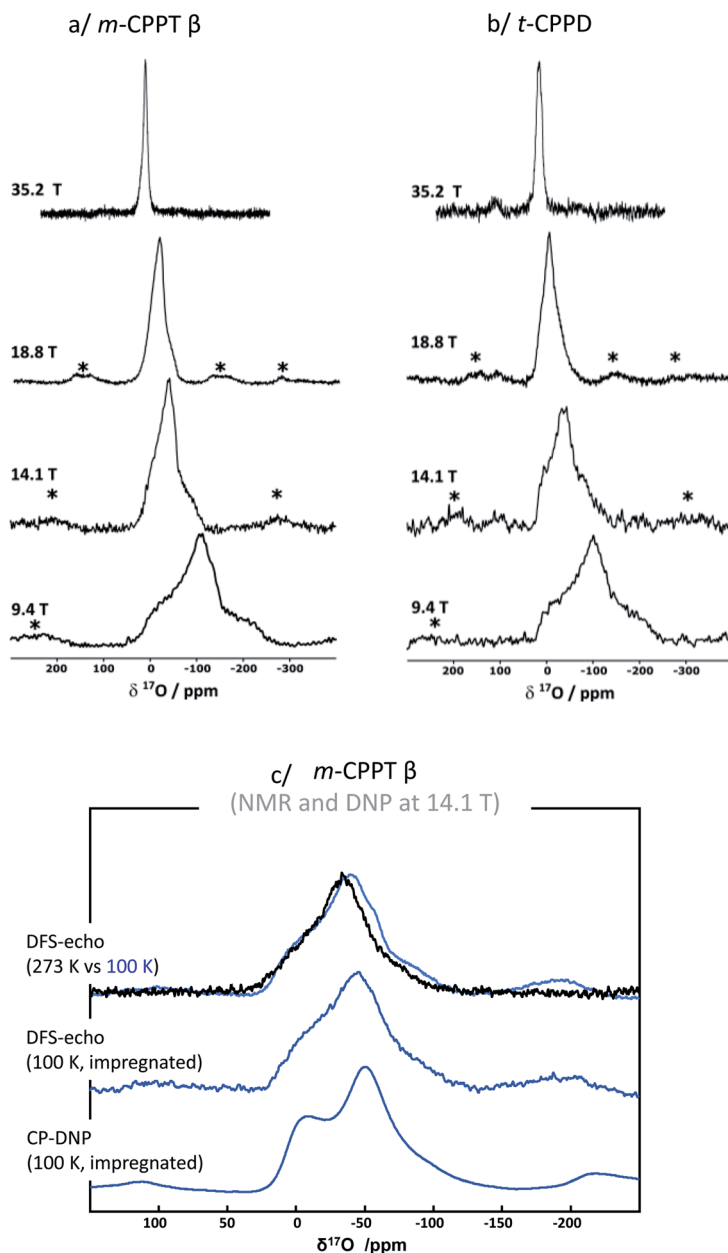 a/ m-CPPT β
b/ t-CPPD
35.2 T
35.2 T
18.8 T
* * *
18.8 T
* * *
14.1 T
* *
14.1 T
* *
9.4 T
*
9.4 T
*
200 100 0 -100 -200 -300
200 100 0 -100 -200 -300
δ ¹⁷O / ppm
δ ¹⁷O / ppm
c/ m-CPPT β
(NMR and DNP at 14.1 T)
DFS-echo
(273 K vs 100 K)
DFS-echo
(100 K, impregnated)
CP-DNP
(100 K, impregnated)
100 50 0 -50 -100 -150 -200
δ¹⁷O / ppm